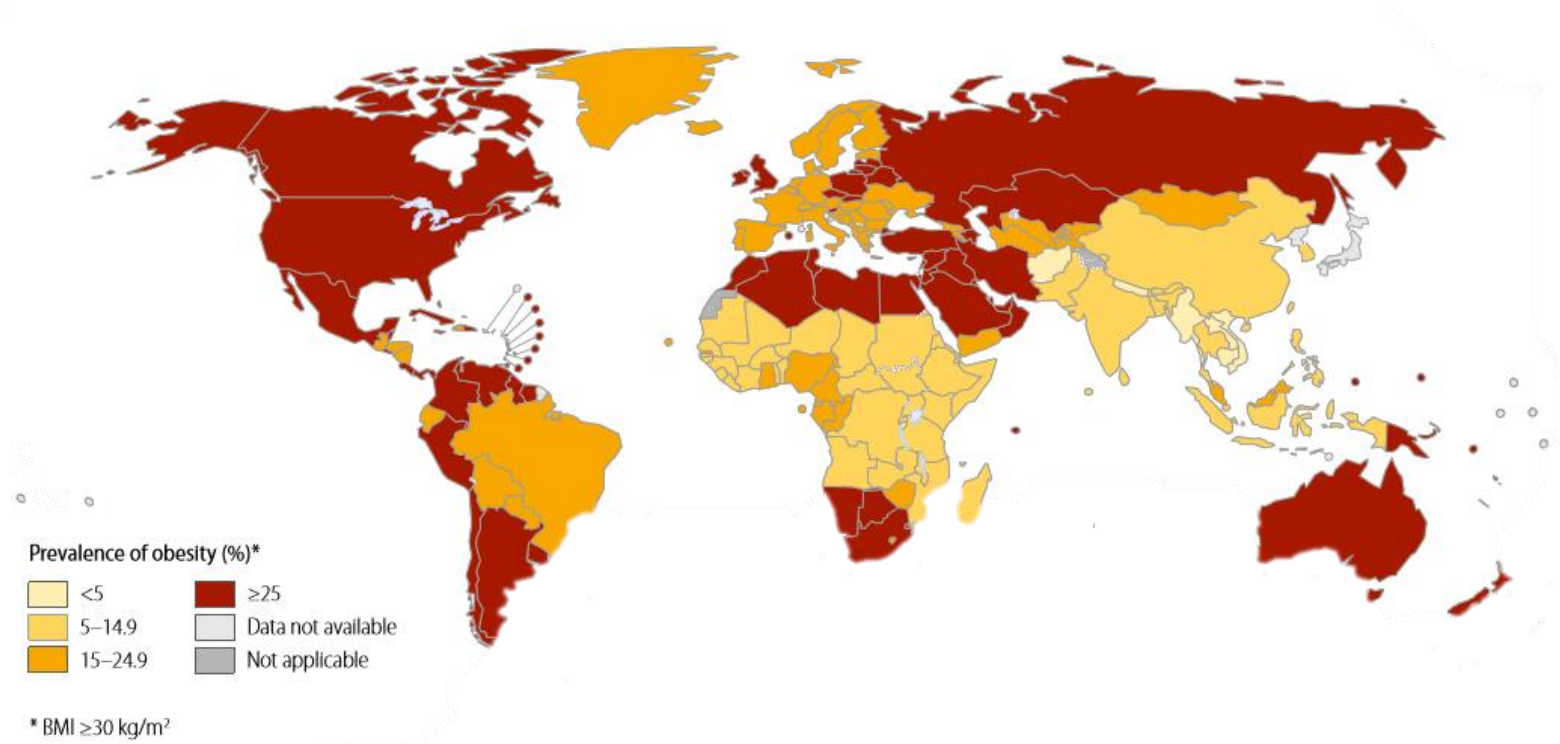 Prevalence of obesity (%)*
<5
≥25
5–14.9
Data not available
15–24.9
Not applicable
* BMI ≥30 kg/m²